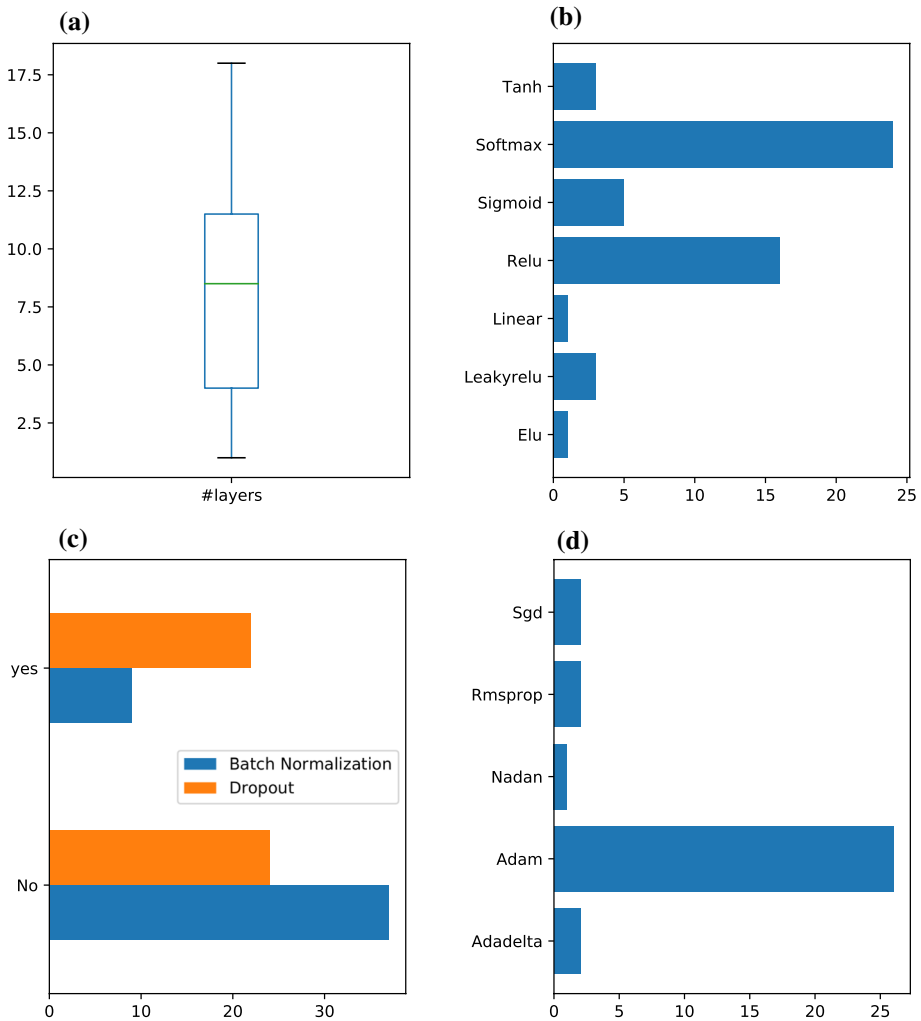 (a)
17.5
15.0
12.5
10.0
7.5
5.0
2.5
#layers
(b)
Tanh
Softmax
Sigmoid
Relu
Linear
Leakyrelu
Elu
0 5 10 15 20 25
(c)
yes
Batch Normalization
Dropout
No
0 10 20 30
(d)
Sgd
Rmsprop
Nadan
Adam
Adadelta
0 5 10 15 20 25